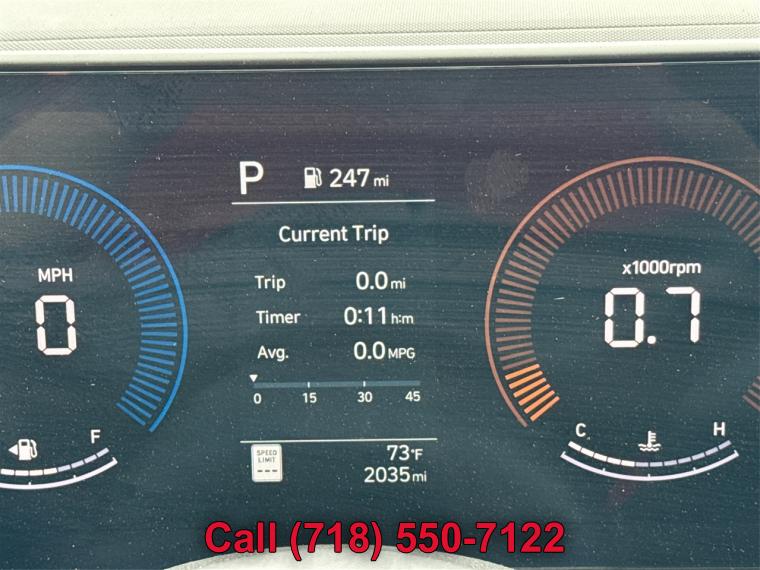 P 247 mi
Current Trip
MPH
0
Trip 0.0 mi
Timer 0:11 h:m
Avg. 0.0 MPG
0 15 30 45
x1000rpm
0.7
F
C H
SPEED
LIMIT
---
73°F
2035 mi
Call (718) 550-7122